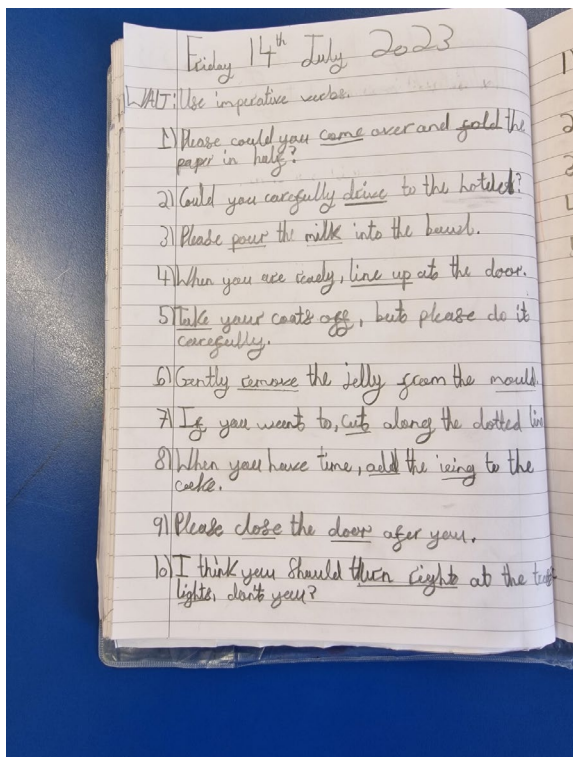 Friday 14th July 2023
WALT: Use imperative verbs.
1) Please could you come over and fold the
paper in half?
2) Could you carefully drive to the hotel?
3) Please pour the milk into the bowl.
4) When you are ready, line up at the door.
5) Take your coats off, but please do it
carefully.
6) Gently remove the jelly from the mould.
7) If you want to, cut along the dotted line
8) When you have time, add the icing to the
cake.
9) Please close the door afer you.
10) I think you should turn right at the
lights, don't you?
1)
2